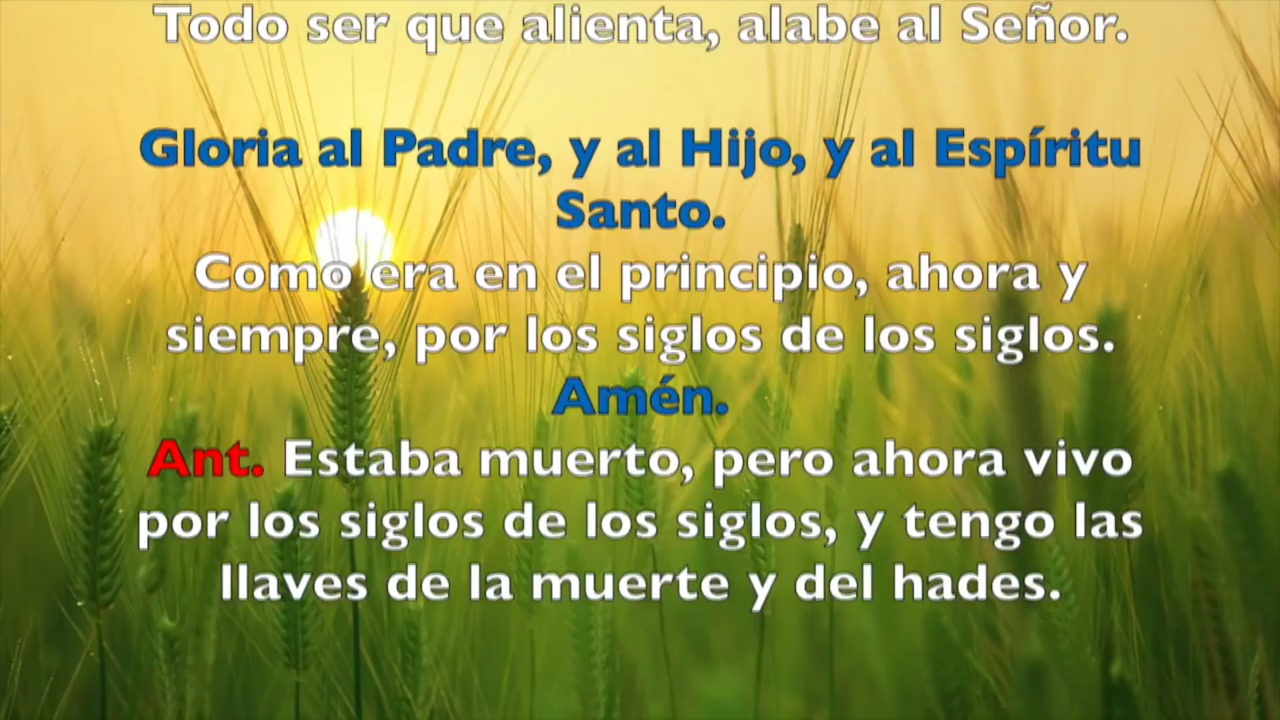 Todo ser que alienta, alabe al Señor.
Gloria al Padre, y al Hijo, y al Espíritu
Santo.
Como era en el principio, ahora y
siempre, por los siglos de los siglos.
Amén.
Ant. Estaba muerto, pero ahora vivo
por los siglos de los siglos, y tengo las
llaves de la muerte y del hades.